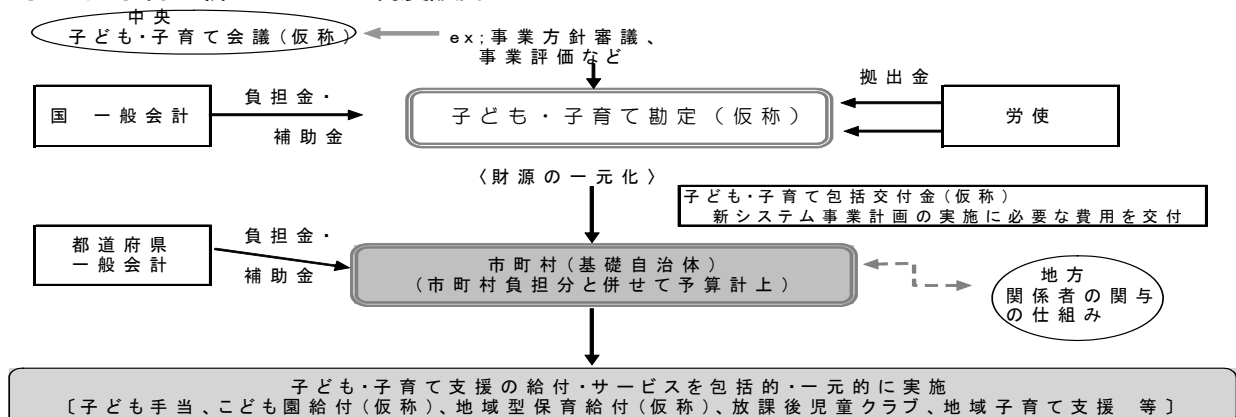 中央
子ども・子育て会議(仮称)
ex;事業方針審議、
事業評価など
拠出金
国　一般会計
負担金・
補助金
子ども・子育て勘定(仮称)
労使
〈財源の一元化〉
子ども・子育て包括交付金(仮称)
新システム事業計画の実施に必要な費用を交付
都道府県
一般会計
負担金・
補助金
市町村(基礎自治体)
(市町村負担分と併せて予算計上)
地方
関係者の関与
の仕組み
子ども・子育て支援の給付・サービスを包括的・一元的に実施
〔子ども手当、こども園給付(仮称)、地域型保育給付(仮称)、放課後児童クラブ、地域子育て支援　等〕